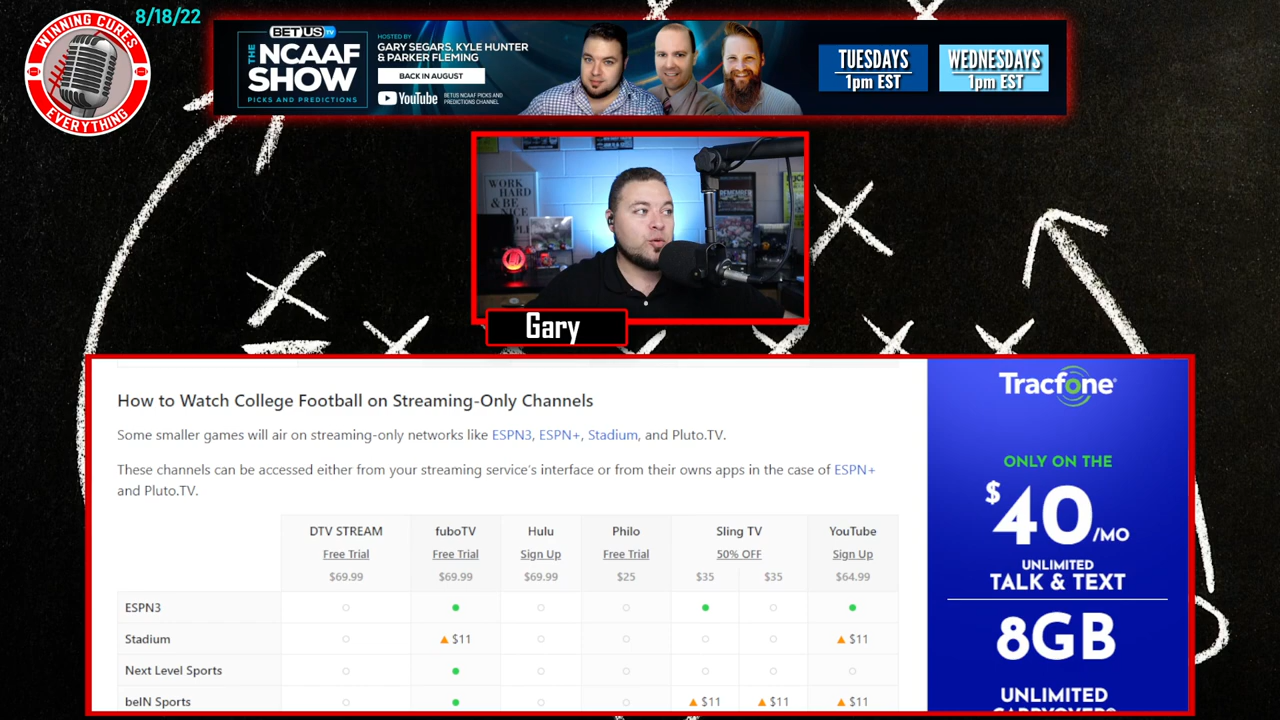 8/18/22
WINNING CURES
EVERYTHING
BETUS TV
THE
NCAAF
SHOW
PICKS AND PREDICTIONS
HOSTED BY
GARY SEGARS, KYLE HUNTER
& PARKER FLEMING
BACK IN AUGUST
YouTube
BETUS NCAAF PICKS AND
PREDICTIONS CHANNEL
TUESDAYS
1pm EST
WEDNESDAYS
1pm EST
WORK
HARD
& BE
NICE
REMEMBER
Gary
How to Watch College Football on Streaming-Only Channels
Some smaller games will air on streaming-only networks like ESPN3, ESPN+, Stadium, and Pluto.TV.
These channels can be accessed either from your streaming service's interface or from their owns apps in the case of ESPN+
and Pluto.TV.
DTV STREAM fuboTV Hulu Philo Sling TV YouTube
Free Trial Free Trial Sign Up Free Trial 50% OFF Sign Up
$69.99 $69.99 $69.99 $25 $35 $35 $64.99
ESPN3
Stadium $11 $11
Next Level Sports
beIN Sports $11 $11 $11
Tracfone
ONLY ON THE
$40/MO
UNLIMITED
TALK & TEXT
8GB
UNLIMITED
CARRYOVER